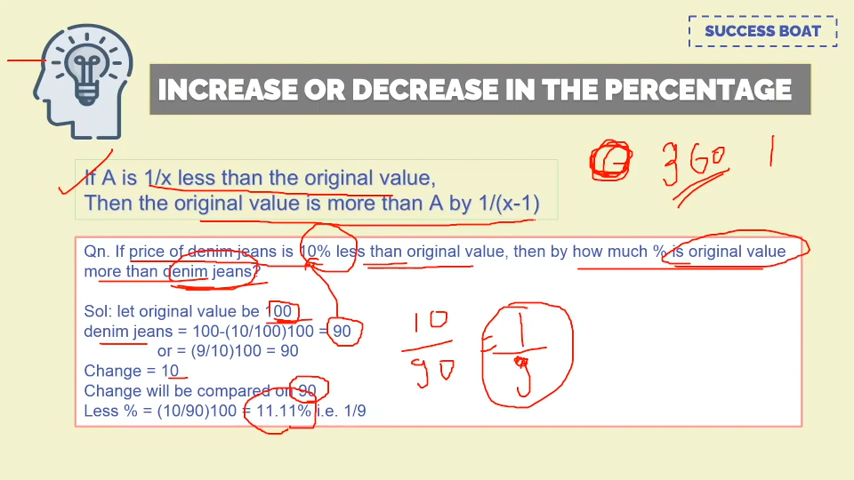 SUCCESS BOAT
INCREASE OR DECREASE IN THE PERCENTAGE
If A is 1/x less than the original value,
Then the original value is more than A by 1/(x-1)
360 1
Qn. If price of denim jeans is 10% less than original value, then by how much % is original value
more than denim jeans?
Sol: let original value be 100
denim jeans = 100-(10/100)100 = 90
or = (9/10)100 = 90
Change = 10
Change will be compared on 90
Less % = (10/90)100 = 11.11% i.e. 1/9
10/90 = 1/9